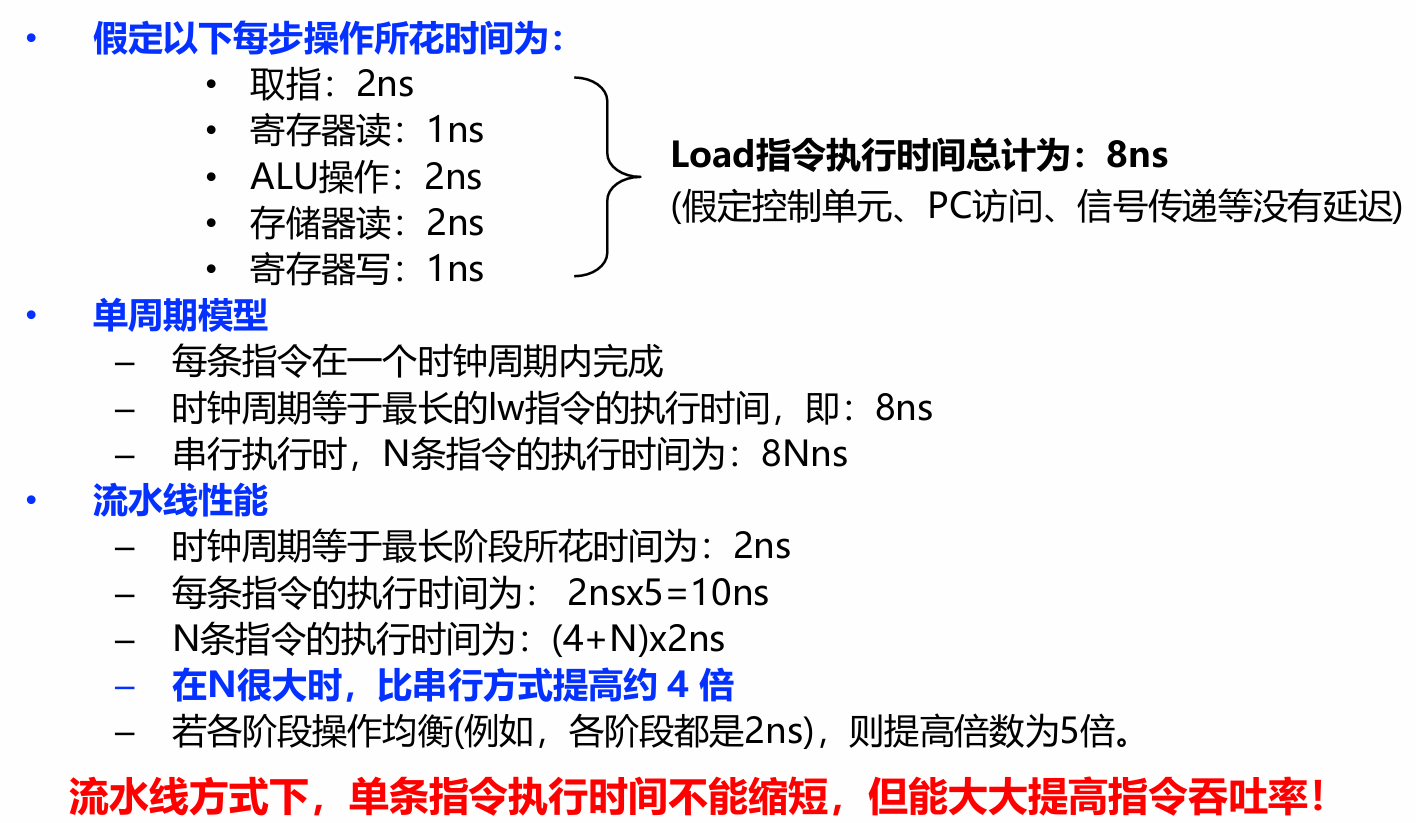 • 假定以下每步操作所花时间为：
• 取指：2ns
• 寄存器读：1ns
• ALU操作：2ns
• 存储器读：2ns
• 寄存器写：1ns
Load指令执行时间总计为：8ns
(假定控制单元、PC访问、信号传递等没有延迟)
• 单周期模型
– 每条指令在一个时钟周期内完成
– 时钟周期等于最长的lw指令的执行时间，即：8ns
– 串行执行时，N条指令的执行时间为：8Nns
• 流水线性能
– 时钟周期等于最长阶段所花时间为：2ns
– 每条指令的执行时间为： 2nsx5=10ns
– N条指令的执行时间为：(4+N)x2ns
– 在N很大时，比串行方式提高约 4 倍
– 若各阶段操作均衡(例如，各阶段都是2ns)，则提高倍数为5倍。
流水线方式下，单条指令执行时间不能缩短，但能大大提高指令吞吐率！